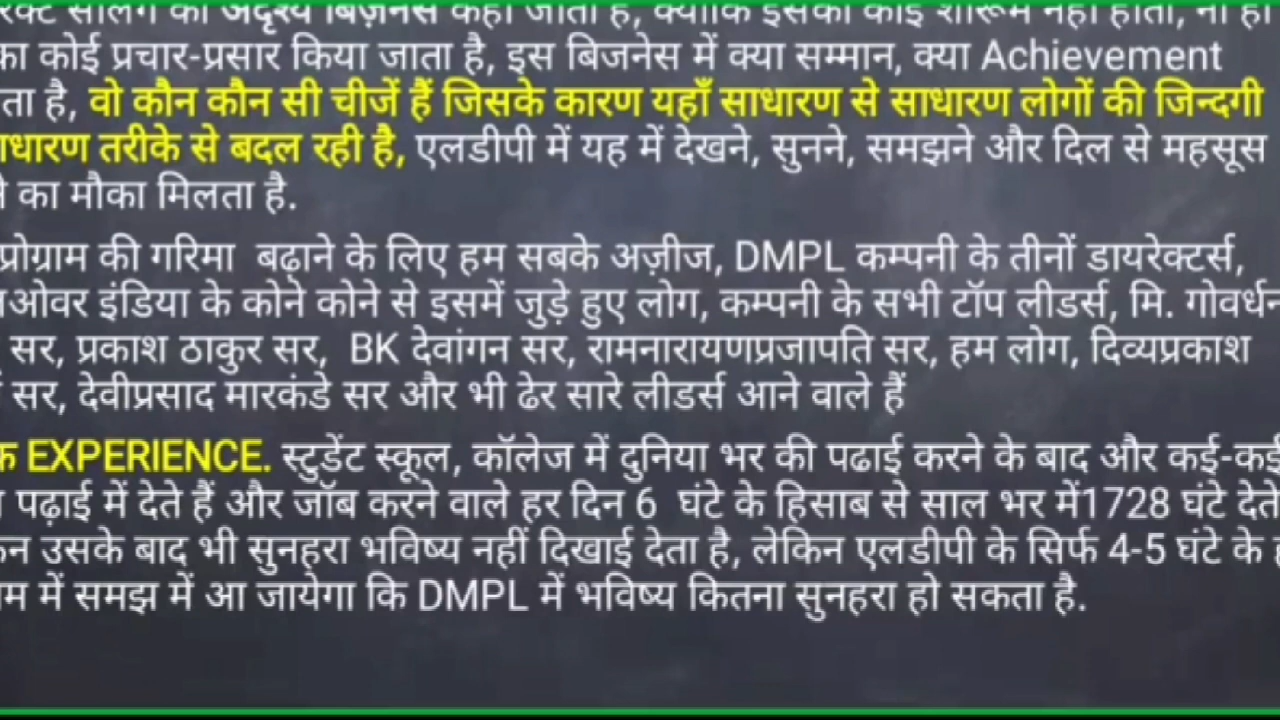 सेलिंग को अदृश्य बिज़नेस कहा जाता है, क्योंकि इसका कोई शोरूम नहीं होता, ना ही
का कोई प्रचार-प्रसार किया जाता है, इस बिजनेस में क्या सम्मान, क्या Achievement
ता है, वो कौन कौन सी चीजें हैं जिसके कारण यहाँ साधारण से साधारण लोगों की जिन्दगी
ाधारण तरीके से बदल रही है, एलडीपी में यह में देखने, सुनने, समझने और दिल से महसूस
का मौका मिलता है.
प्रोग्राम की गरिमा बढ़ाने के लिए हम सबके अज़ीज, DMPL कम्पनी के तीनों डायरेक्टर्स,
ओवर इंडिया के कोने कोने से इसमें जुड़े हुए लोग, कम्पनी के सभी टॉप लीडर्स, मि. गोवर्धन
सर, प्रकाश ठाकुर सर, BK देवांगन सर, रामनारायणप्रजापति सर, हम लोग, दिव्यप्रकाश
सर, देवीप्रसाद मारकंडे सर और भी ढेर सारे लीडर्स आने वाले हैं
क EXPERIENCE. स्टुडेंट स्कूल, कॉलेज में दुनिया भर की पढाई करने के बाद और कई-कई
पढ़ाई में देते हैं और जॉब करने वाले हर दिन 6 घंटे के हिसाब से साल भर में1728 घंटे देते
न उसके बाद भी सुनहरा भविष्य नहीं दिखाई देता है, लेकिन एलडीपी के सिर्फ 4-5 घंटे के
म में समझ में आ जायेगा कि DMPL में भविष्य कितना सुनहरा हो सकता है.